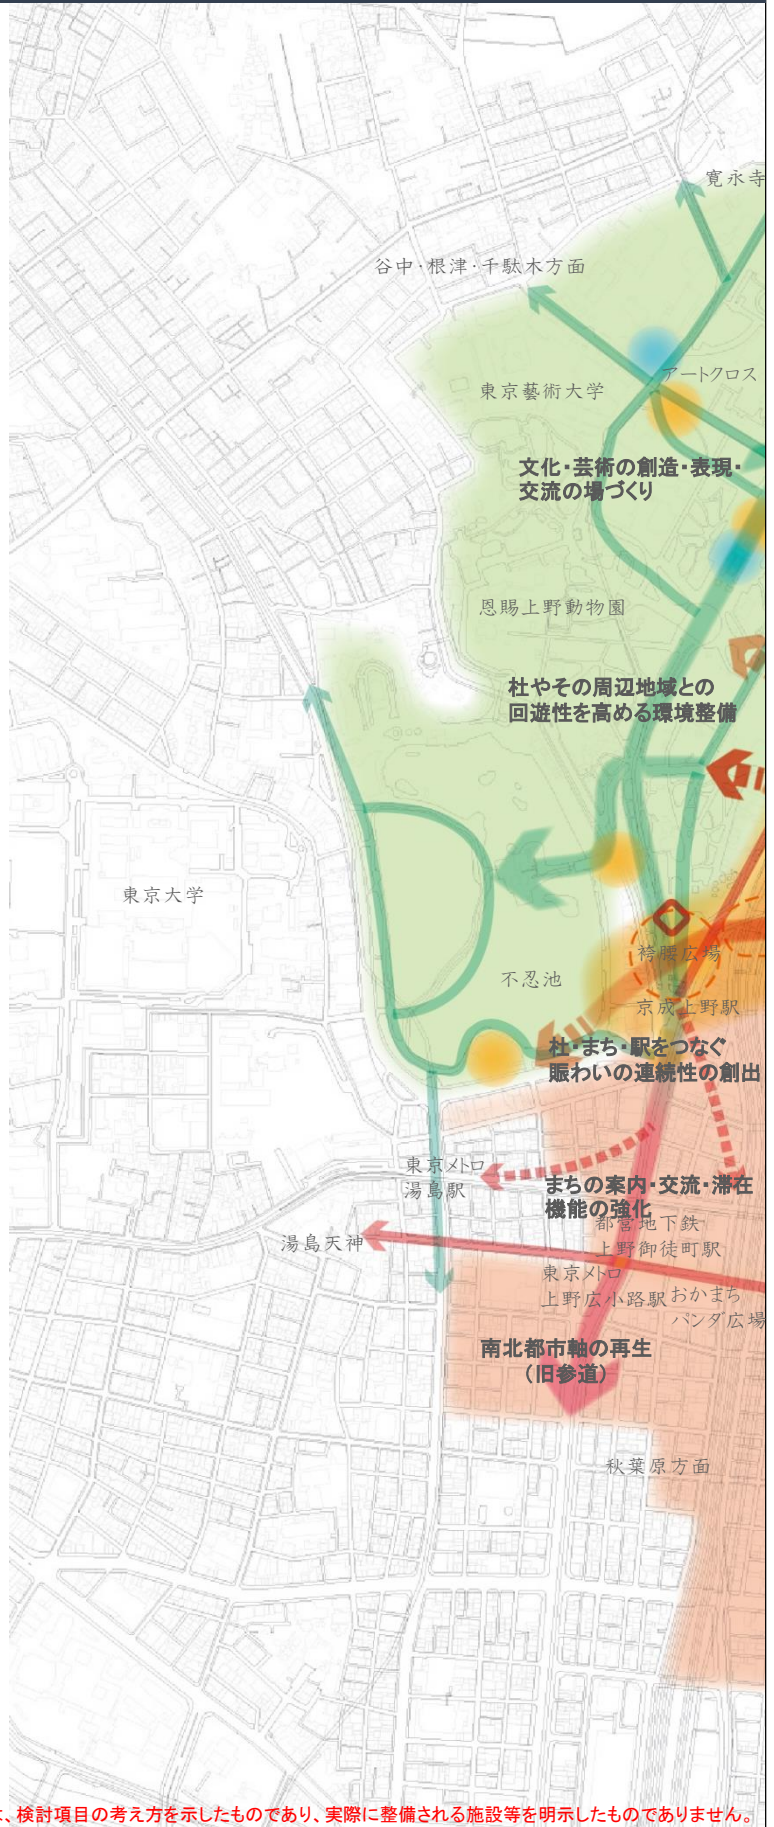 寛永寺
谷中・根津・千駄木方面
アートクロス
東京藝術大学
文化・芸術の創造・表現・
交流の場づくり
恩賜上野動物園
杜やその周辺地域との
回遊性を高める環境整備
東京大学
袴腰広場
不忍池
京成上野駅
杜・まち・駅をつなぐ
賑わいの連続性の創出
東京メトロ
湯島駅
まちの案内・交流・滞在
機能の強化
都営地下鉄
上野御徒町駅
湯島天神
東京メトロ
上野広小路駅
おかまち
パンダ広場
南北都市軸の再生
（旧参道）
秋葉原方面
、検討項目の考え方を示したものであり、実際に整備される施設等を明示したものでありません。